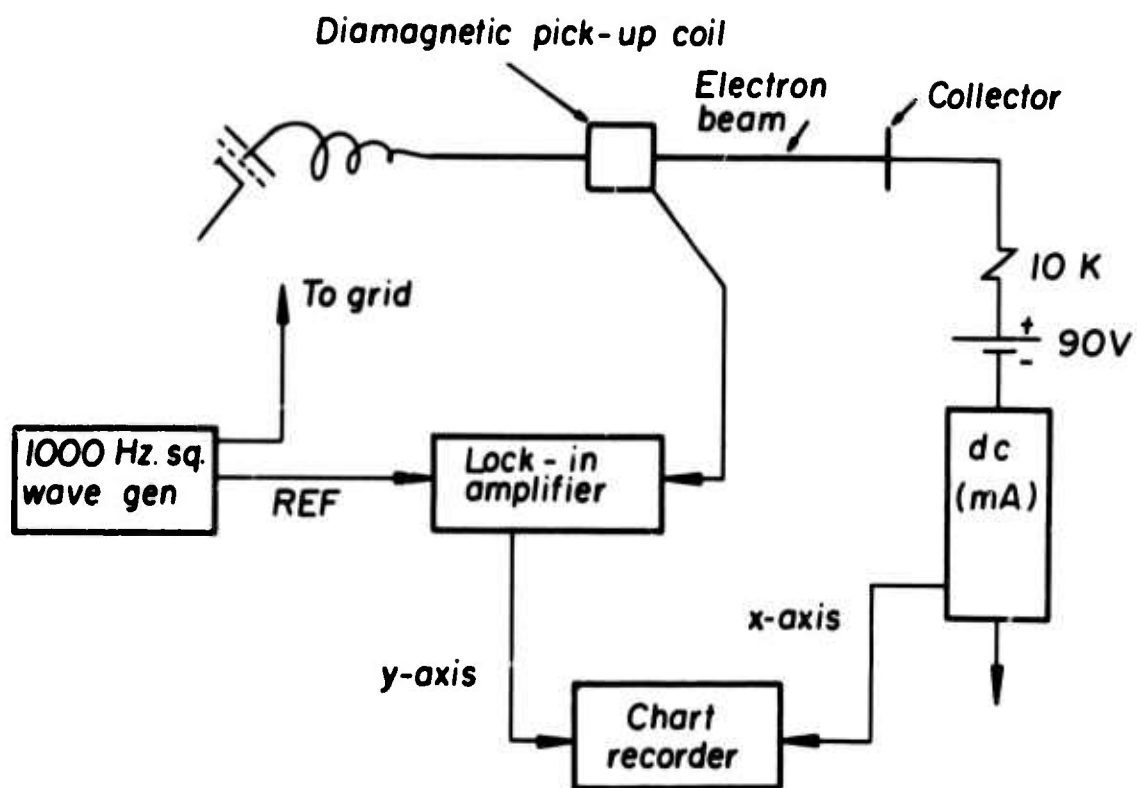 Diamagnetic pick-up coil
Electron
beam
Collector
10 K
+
90V
-
To grid
1000 Hz. sq.
wave gen
REF
Lock-in
amplifier
dc
(mA)
x-axis
y-axis
Chart
recorder